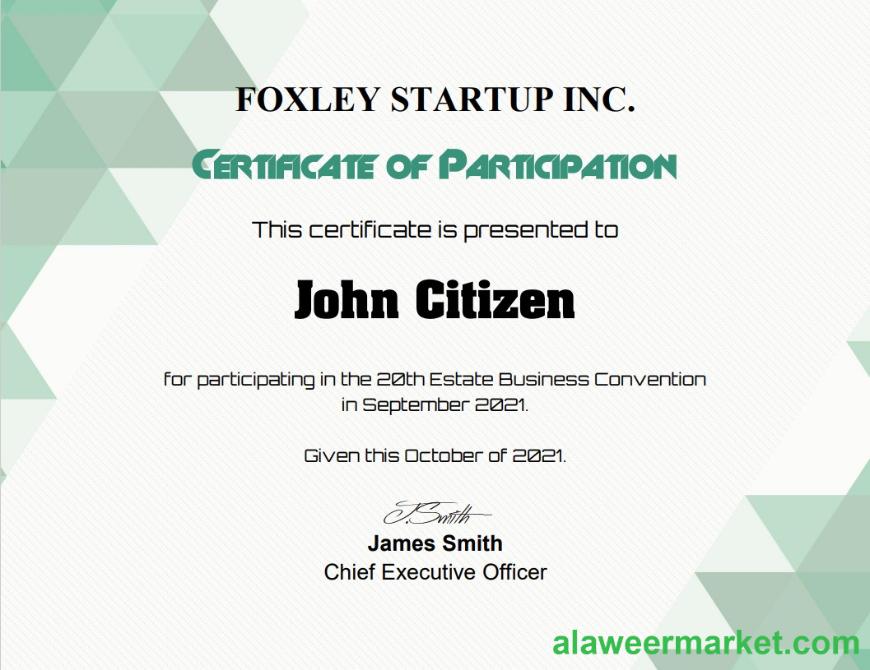 FOXLEY STARTUP INC.
CERTIFICATE OF PARTICIPATION
This certificate is presented to
John Citizen
for participating in the 20th Estate Business Convention
in September 2021.
Given this October of 2021.
J.Smith
James Smith
Chief Executive Officer
alaweermarket.com